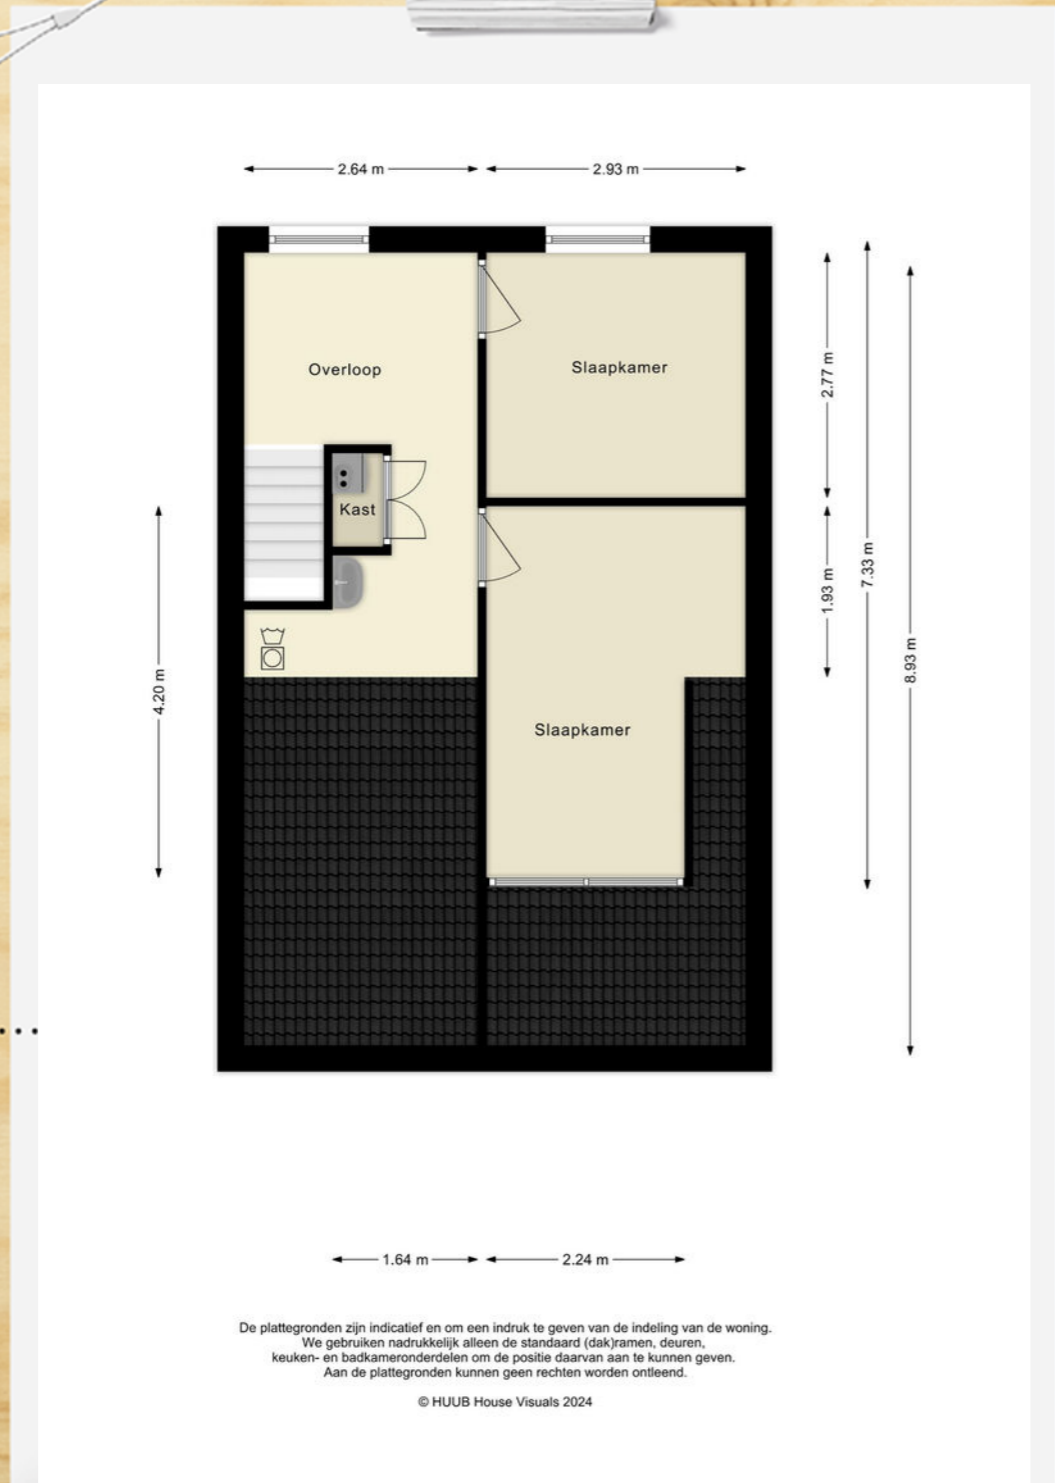 2.64 m
2.93 m
Overloop
Slaapkamer
2.77 m
Kast
1.93 m
7.33 m
8.93 m
4.20 m
Slaapkamer
1.64 m
2.24 m
De plattegronden zijn indicatief en om een indruk te geven van de indeling van de woning.
We gebruiken nadrukkelijk alleen de standaard (dak)ramen, deuren,
keuken- en badkameronderdelen om de positie daarvan aan te kunnen geven.
Aan de plattegronden kunnen geen rechten worden ontleend.
© HUUB House Visuals 2024